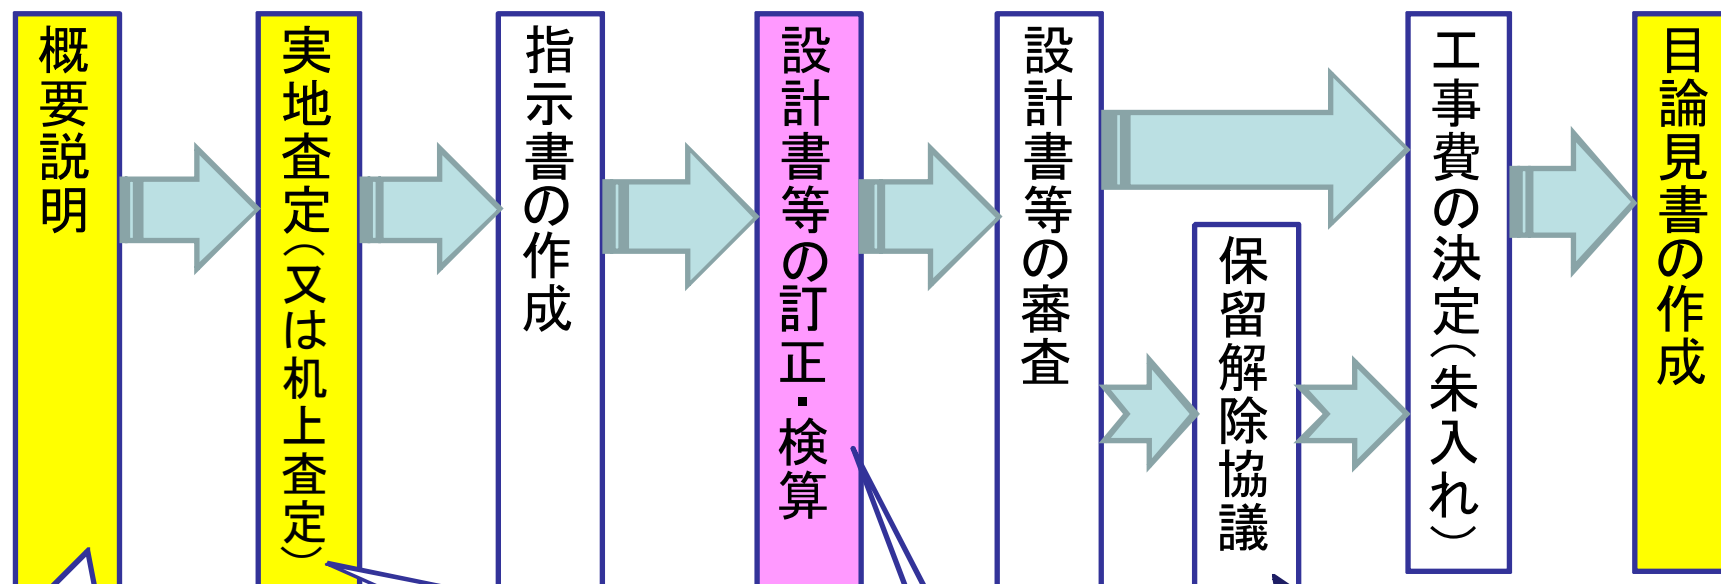 概要説明
実地査定（又は机上査定）
指示書の作成
設計書等の訂正・検算
設計書等の審査
保留解除協議
工事費の決定（朱入れ）
目論見書の作成